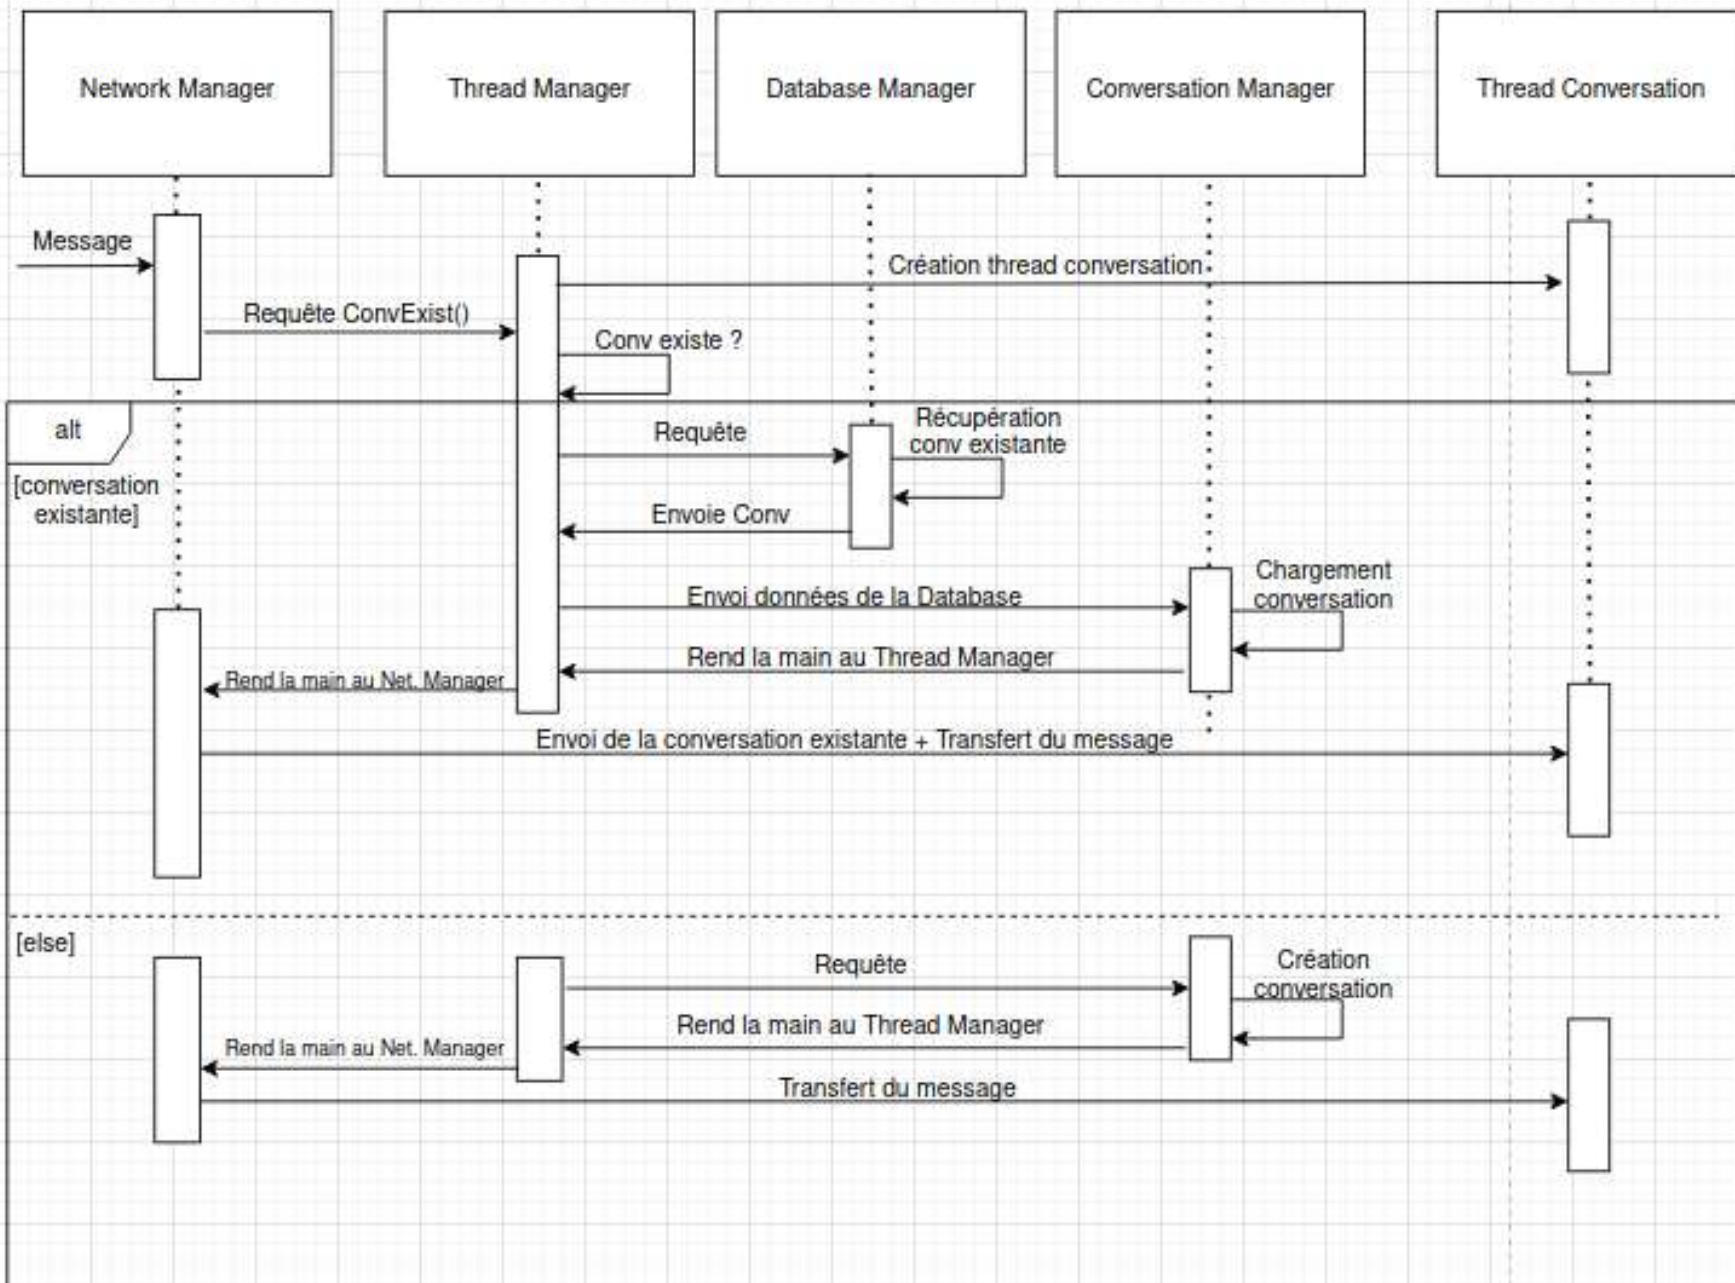 Network Manager
Thread Manager
Database Manager
Conversation Manager
Thread Conversation
Message
Création thread conversation
Requête ConvExist()
Conv existe ?
alt
[conversation
existante]
Requête
Récupération
conv existante
Envoie Conv
Envoi données de la Database
Chargement
conversation
Rend la main au Thread Manager
Rend la main au Net. Manager
Envoi de la conversation existante + Transfert du message
[else]
Requête
Création
conversation
Rend la main au Thread Manager
Rend la main au Net. Manager
Transfert du message